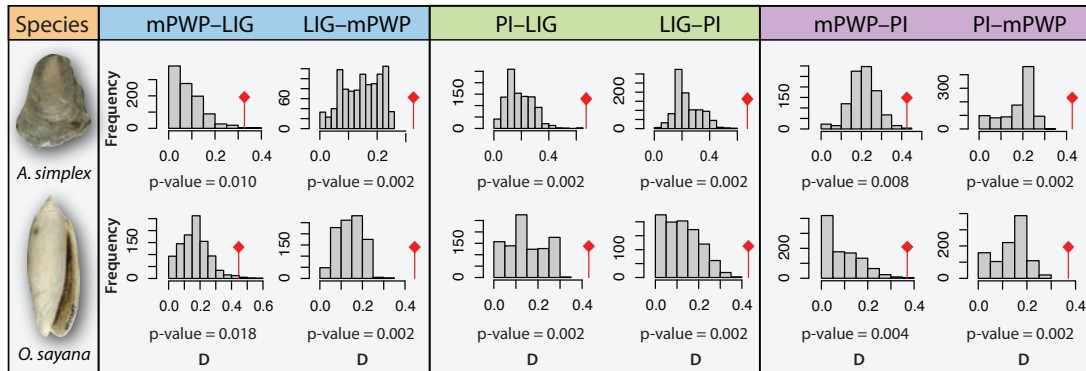 Species mPWP–LIG LIG–mPWP PI–LIG LIG–PI mPWP–PI PI–mPWP
Frequency
0 200
0 60
0 150
0 200
0 150
0 300
0.0 0.2 0.4
0.0 0.2
0.0 0.4
0.0 0.4
0.0 0.2 0.4
0.0 0.2 0.4
A. simplex
p-value = 0.010 p-value = 0.002 p-value = 0.002 p-value = 0.002 p-value = 0.008 p-value = 0.002
Frequency
0 150
0 150
0 150
0 100
0 200
0 200
0.0 0.2 0.4 0.6
0.0 0.2 0.4
0.0 0.2 0.4
0.0 0.2 0.4
0.0 0.2 0.4
0.0 0.2 0.4
p-value = 0.018 p-value = 0.002 p-value = 0.002 p-value = 0.002 p-value = 0.004 p-value = 0.002
O. sayana
D D D D D D